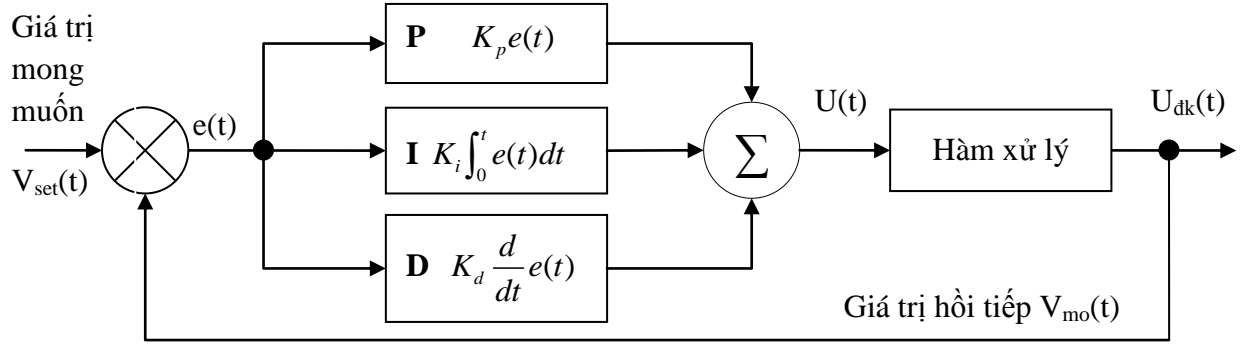 Giá trị
mong
muốn
V_set(t)
e(t)
P K_p e(t)
I K_i ∫_0^t e(t)dt
D K_d \frac{d}{dt} e(t)
∑
U(t)
Hàm xử lý
U_đk(t)
Giá trị hồi tiếp V_mo(t)